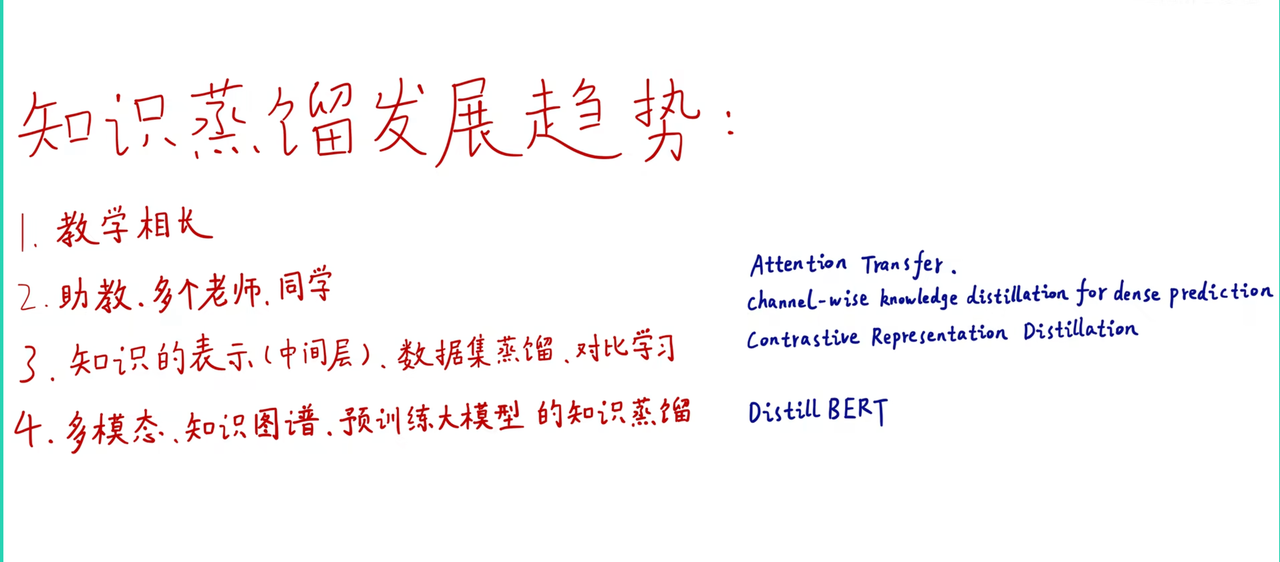 知识蒸馏发展趋势：
1. 教学相长
2. 助教、多个老师、同学
3. 知识的表示(中间层)、数据集蒸馏、对比学习
4. 多模态、知识图谱、预训练大模型 的知识蒸馏
Attention Transfer.
channel-wise knowledge distillation for dense prediction
Contrastive Representation Distillation
Distill BERT